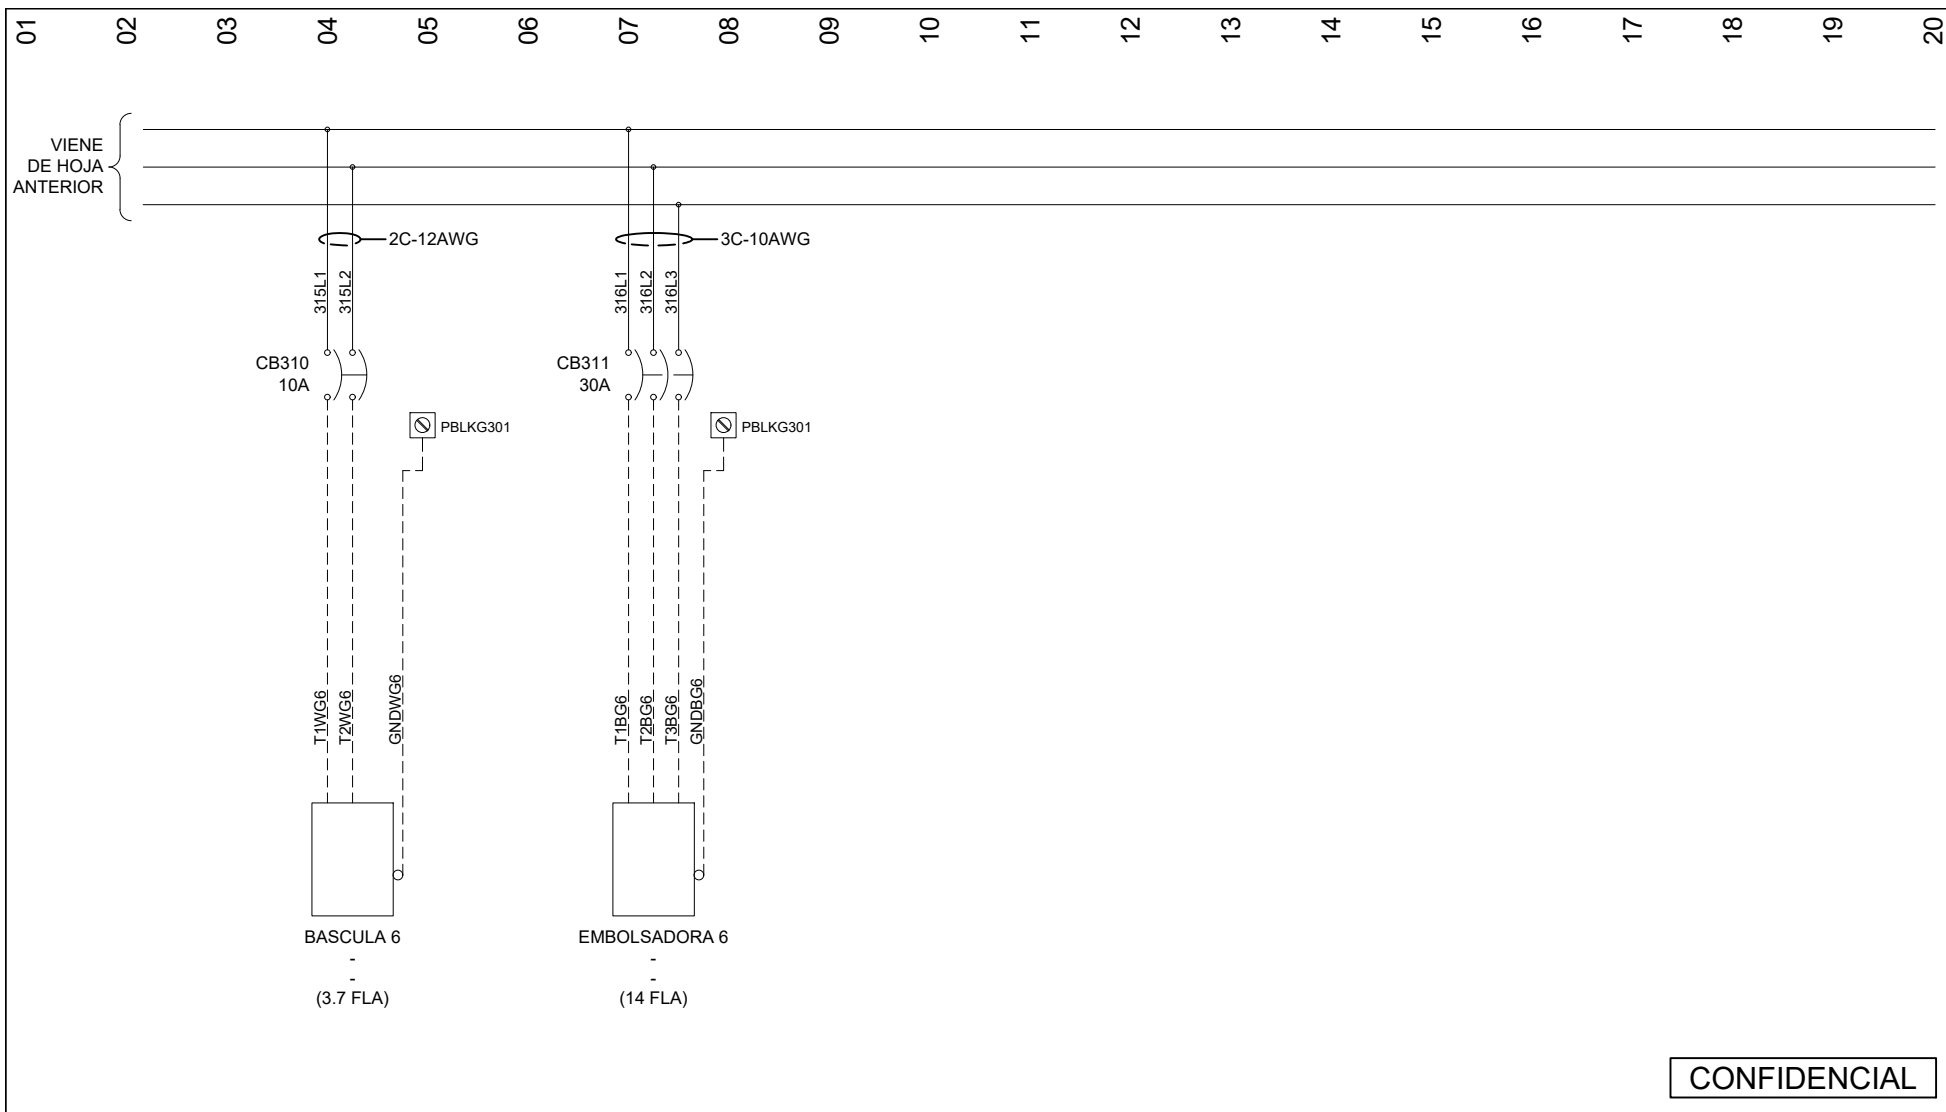 01 02 03 04 05 06 07 08 09 10 11 12 13 14 15 16 17 18 19 20
VIENE
DE HOJA
ANTERIOR
2C-12AWG
3C-10AWG
315L1
315L2
316L1
316L2
316L3
CB310
10A
CB311
30A
PBLKG301
PBLKG301
T1WG6
T2WG6
GNDWG6
T1BG6
T2BG6
T3BG6
GNDBG6
BASCULA 6
-
-
(3.7 FLA)
EMBOLSADORA 6
-
-
(14 FLA)
CONFIDENCIAL